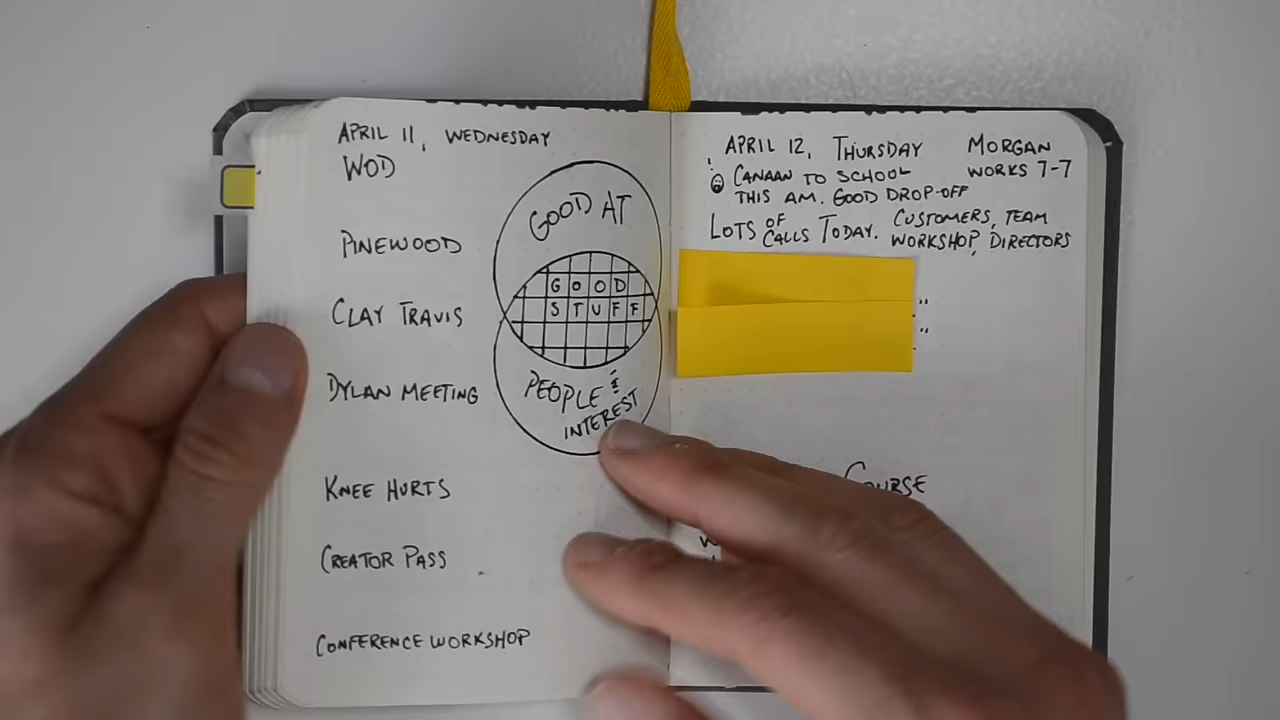 APRIL 11, WEDNESDAY
WOD
PINEWOOD
CLAY TRAVIS
DYLAN MEETING
KNEE HURTS
CREATOR PASS
CONFERENCE WORKSHOP
GOOD AT
GOOD
STUFF
PEOPLE &
INTEREST
APRIL 12, THURSDAY
MORGAN
WORKS 7-7
CANAAN TO SCHOOL
THIS AM. GOOD DROP-OFF
LOTS OF CALLS TODAY. CUSTOMERS, TEAM
WORKSHOP, DIRECTORS
COURSE